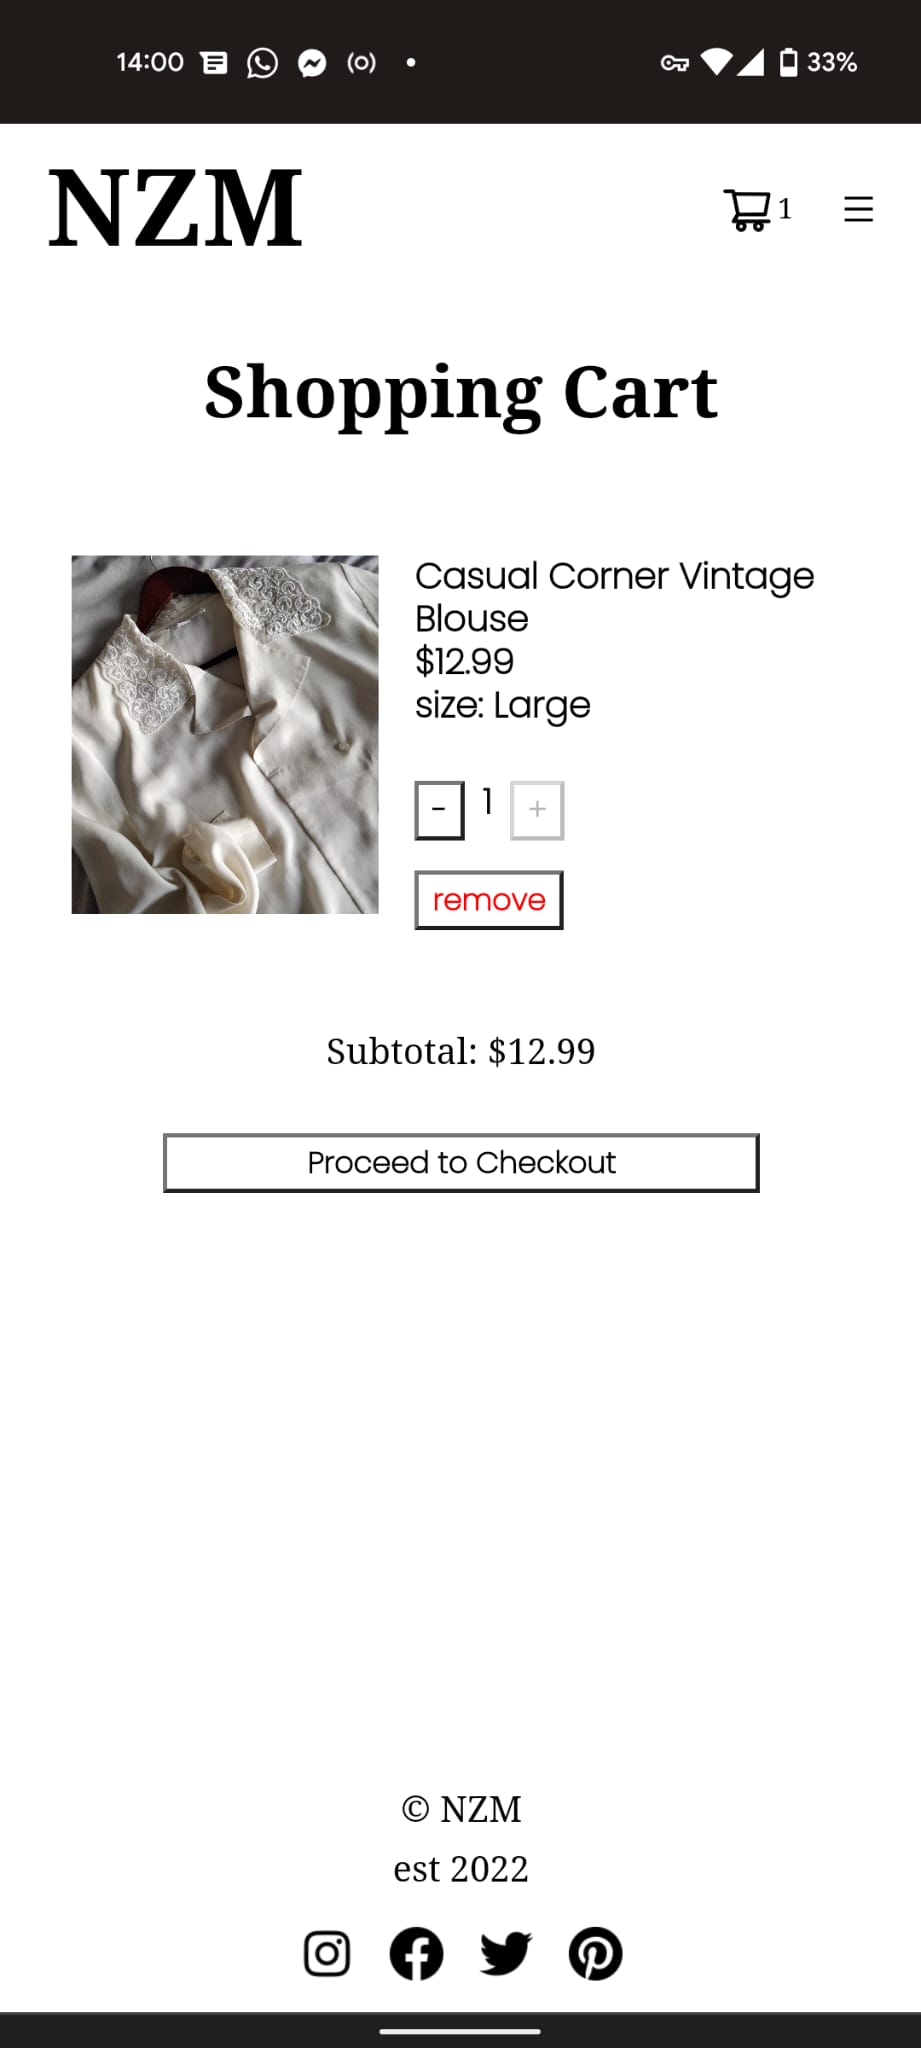 14:00
33%
NZM
1
Shopping Cart
Casual Corner Vintage
Blouse
$12.99
size: Large
- 1 +
remove
Subtotal: $12.99
Proceed to Checkout
© NZM
est 2022